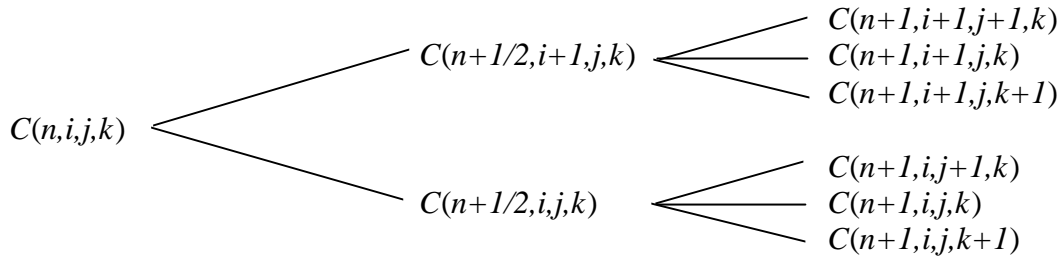 C(n+1,i+1,j+1,k)
C(n+1/2,i+1,j,k)
C(n+1,i+1,j,k)
C(n+1,i+1,j,k+1)
C(n,i,j,k)
C(n+1,i,j+1,k)
C(n+1/2,i,j,k)
C(n+1,i,j,k)
C(n+1,i,j,k+1)